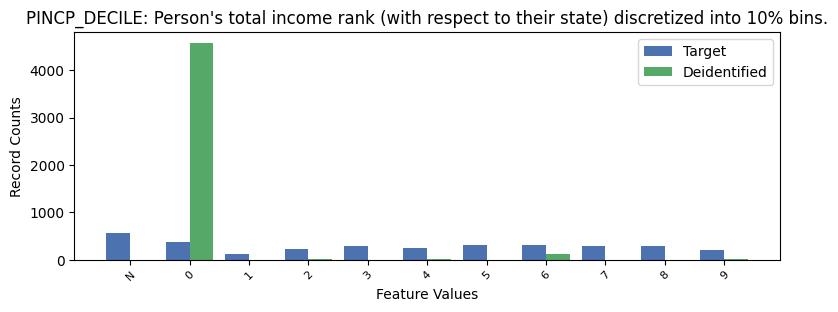 PINCP_DECILE: Person's total income rank (with respect to their state) discretized into 10% bins.
Target
Deidentified
Record Counts
4000
3000
2000
1000
0
N 0 1 2 3 4 5 6 7 8 9
Feature Values